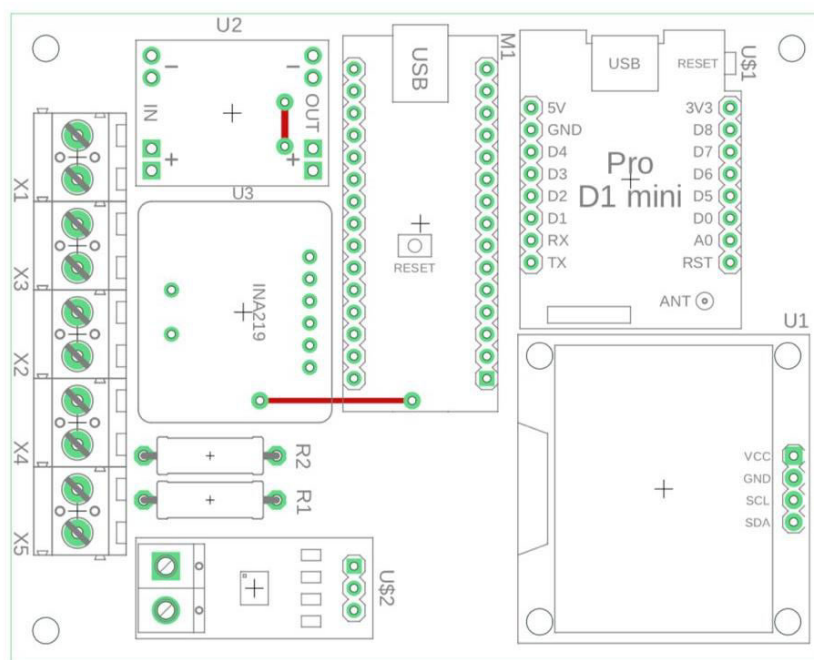 U2
IN
OUT
–
–
+
+
U3
INA219
M1
USB
RESET
U$1
USB
RESET
5V
GND
D4
D3
D2
D1
RX
TX
3V3
D8
D7
D6
D5
D0
A0
RST
Pro
D1 mini
ANT
U1
VCC
GND
SCL
SDA
X1
X3
X2
X4
X5
R2
R1
U$2